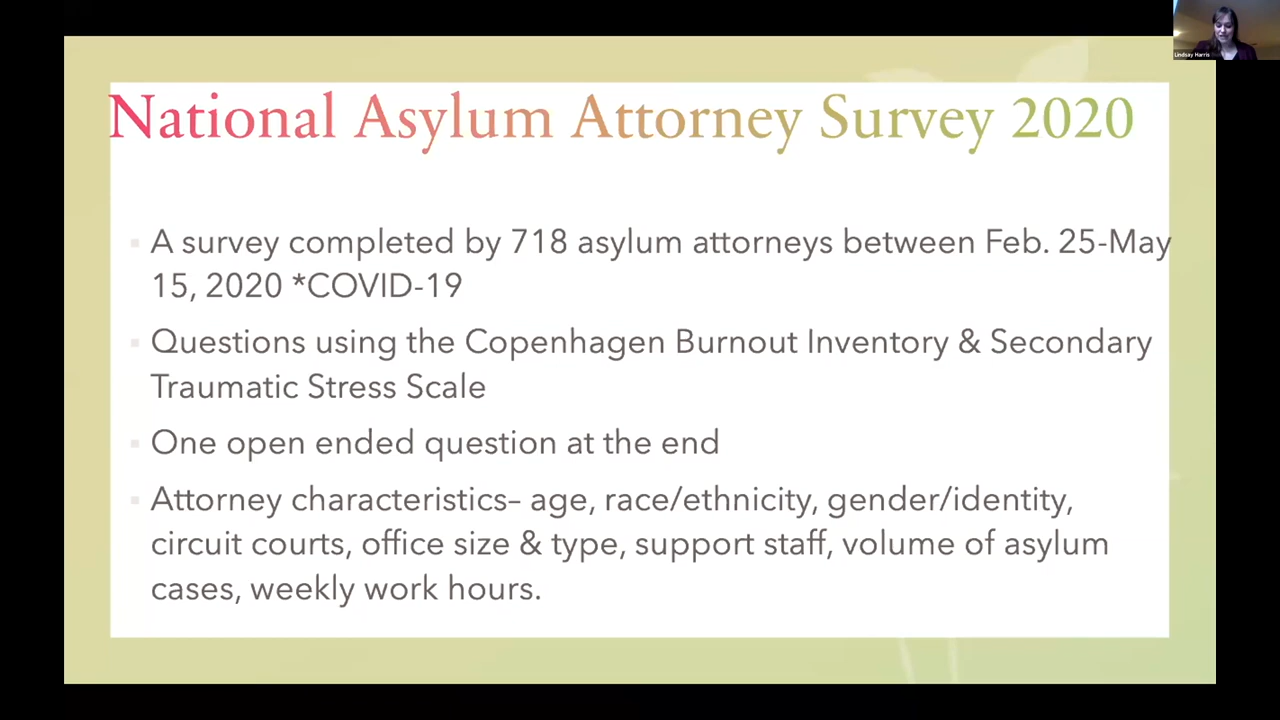 Lindsay Harris
National Asylum Attorney Survey 2020
A survey completed by 718 asylum attorneys between Feb. 25-May
15, 2020 *COVID-19
Questions using the Copenhagen Burnout Inventory & Secondary
Traumatic Stress Scale
One open ended question at the end
Attorney characteristics– age, race/ethnicity, gender/identity,
circuit courts, office size & type, support staff, volume of asylum
cases, weekly work hours.